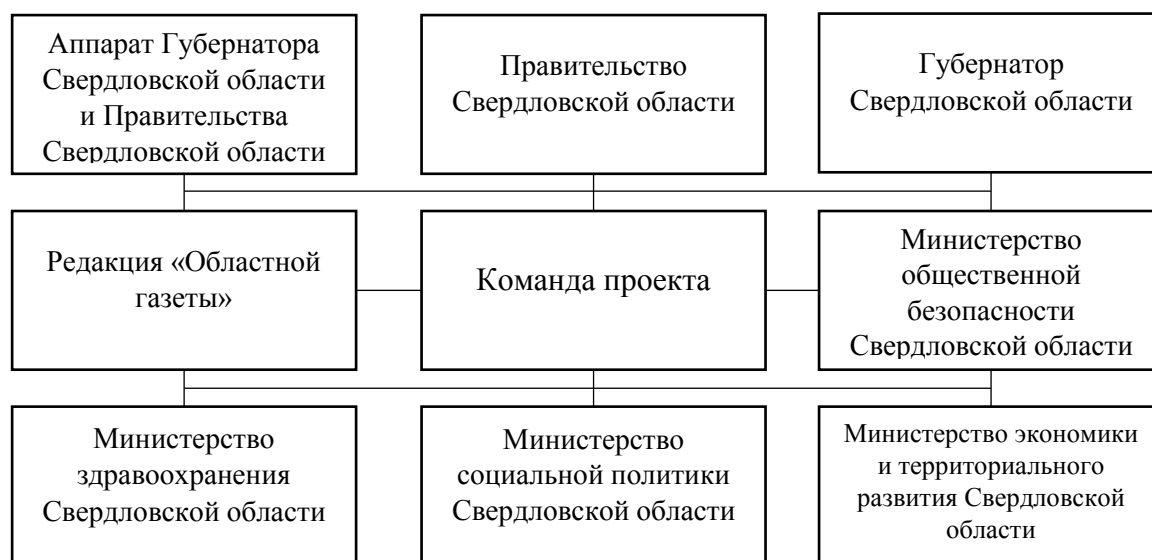 Аппарат Губернатора
Свердловской области
и Правительства
Свердловской области
Правительство
Свердловской области
Губернатор
Свердловской области
Редакция «Областной
газеты»
Команда проекта
Министерство
общественной
безопасности
Свердловской области
Министерство
здравоохранения
Свердловской области
Министерство
социальной политики
Свердловской области
Министерство экономики
и территориального
развития Свердловской
области